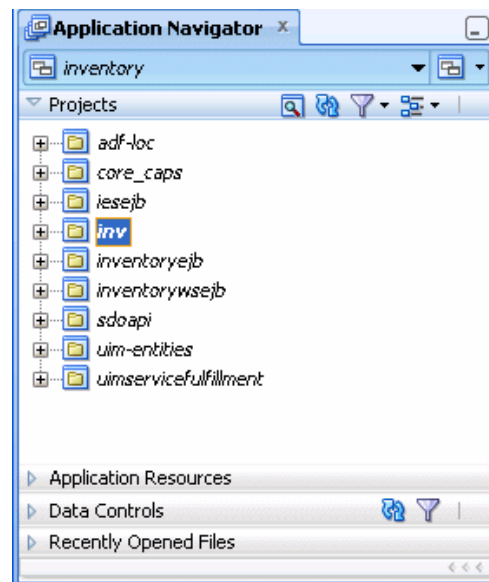 Application Navigator
inventory
Projects
adf-loc
core_caps
iesejb
inv
inventoryejb
inventorywsejb
sdoapi
uim-entities
uimservicefulfillment
Application Resources
Data Controls
Recently Opened Files